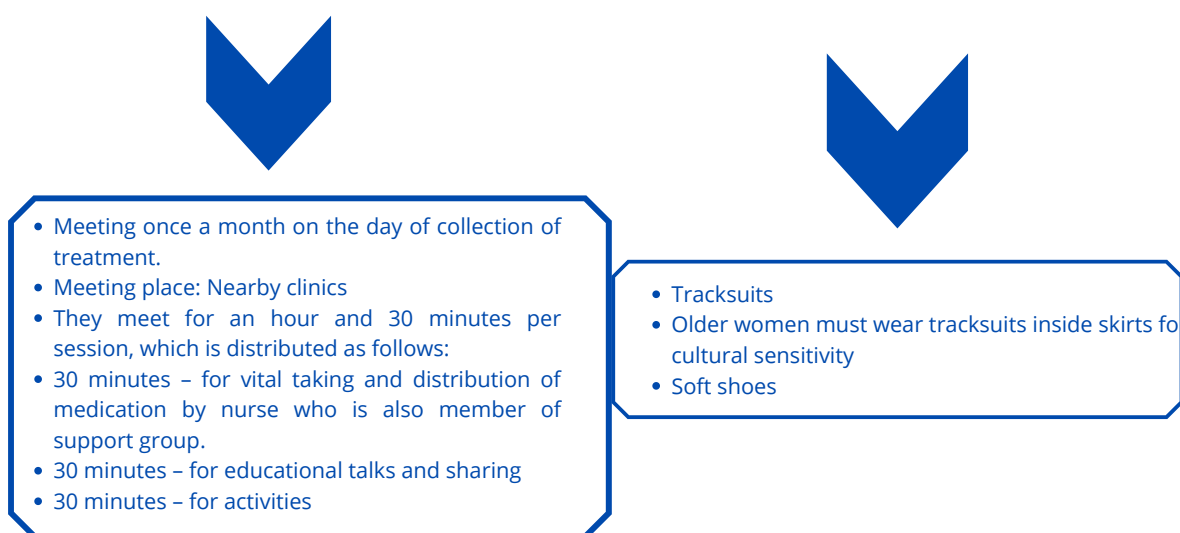 • Meeting once a month on the day of collection of
treatment.
• Meeting place: Nearby clinics
• They meet for an hour and 30 minutes per
session, which is distributed as follows:
• 30 minutes – for vital taking and distribution of
medication by nurse who is also member of
support group.
• 30 minutes – for educational talks and sharing
• 30 minutes – for activities
• Tracksuits
• Older women must wear tracksuits inside skirts fo
cultural sensitivity
• Soft shoes